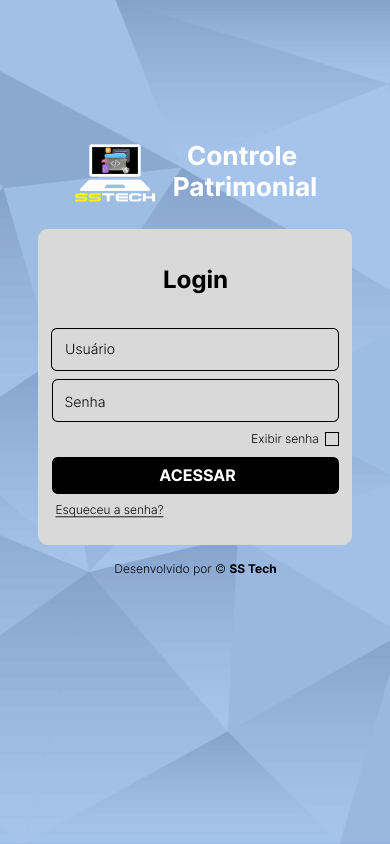 Controle
Patrimonial
SSTECH
Login
Usuário
Senha
Exibir senha
ACESSAR
Esqueceu a senha?
Desenvolvido por © SS Tech